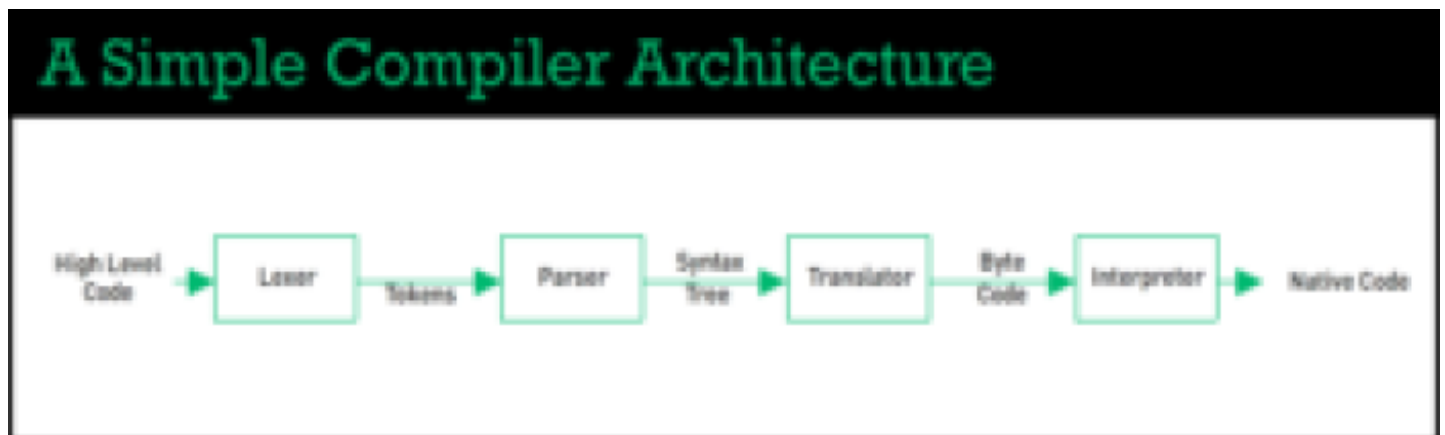 A Simple Compiler Architecture
High Level
Code
Lexer
Tokens
Parser
Syntax
Tree
Translator
Byte
Code
Interpreter
Native Code